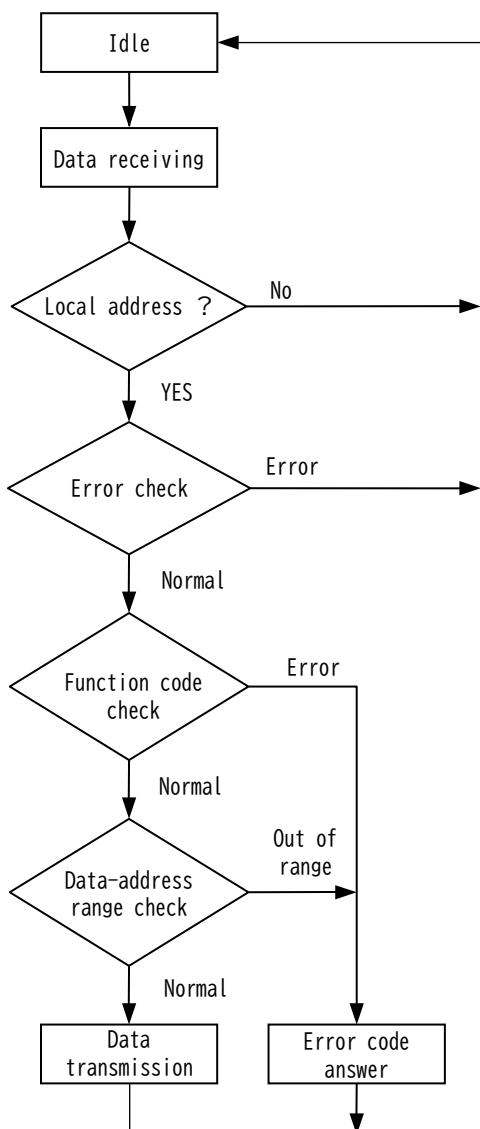 Idle
Data receiving
Local address ？
No
YES
Error check
Error
Normal
Function code
check
Error
Normal
Data-address
range check
Out of
range
Normal
Data
transmission
Error code
answer